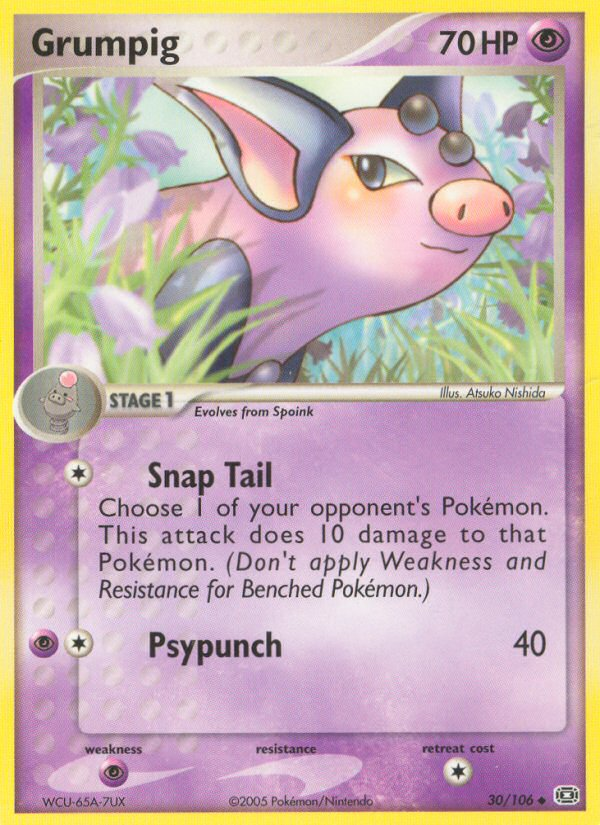 Grumpig
70 HP
Illus. Atsuko Nishida
STAGE 1
Evolves from Spoink
Snap Tail
Choose 1 of your opponent's Pokémon.
This attack does 10 damage to that
Pokémon. (Don't apply Weakness and
Resistance for Benched Pokémon.)
Psypunch 40
weakness resistance retreat cost
WCU-65A-7UX ©2005 Pokémon/Nintendo 30/106